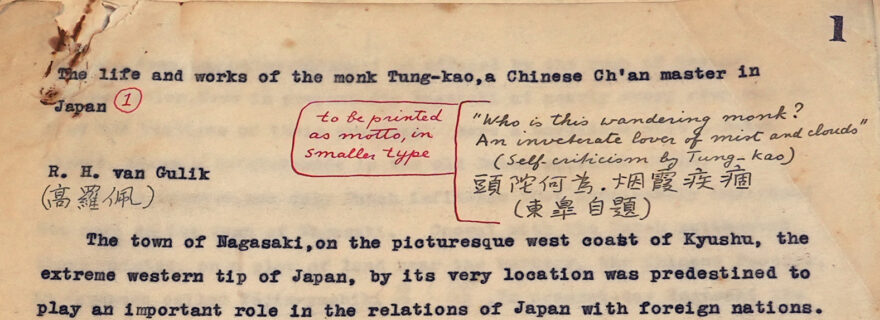 1
The life and works of the monk Tung-kao,a Chinese Ch'an master in
Japan ①
to be printed
as motto, in
smaller type
"Who is this wandering monk?
An inveterate lover of mist and clouds"
(Self-criticism by Tung-kao)
頭陀何為.烟霞疾痼
(東皐自題)
R. H. van Gulik
(高羅佩)
The town of Nagasaki,on the picturesque west coast of Kyushu, the
extreme western tip of Japan, by its very location was predestined to
play an important role in the relations of Japan with foreign nations.